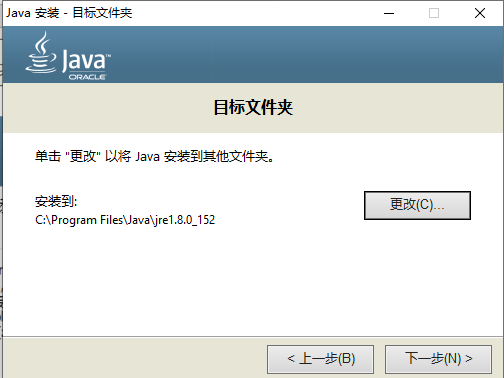 Java 安装 - 目标文件夹
Java
ORACLE
目标文件夹
单击 "更改" 以将 Java 安装到其他文件夹。
安装到:
C:\Program Files\Java\jre1.8.0_152
更改(C)...
< 上一步(B)
下一步(N) >